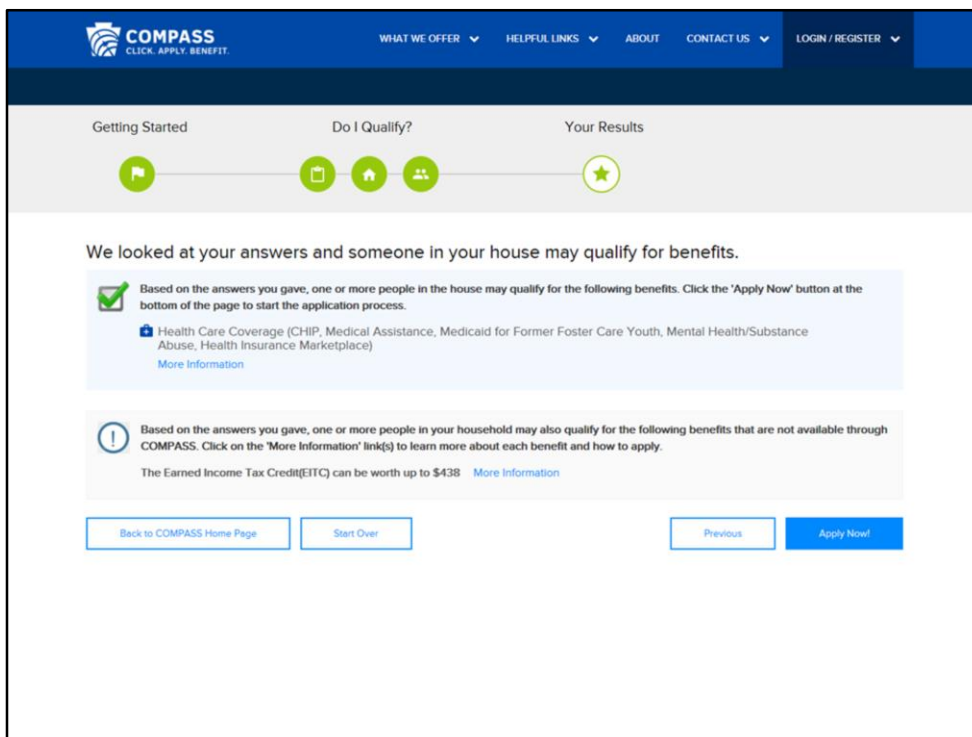 COMPASS
CLICK. APPLY. BENEFIT.
WHAT WE OFFER
HELPFUL LINKS
ABOUT
CONTACT US
LOGIN / REGISTER
Getting Started
Do I Qualify?
Your Results
We looked at your answers and someone in your house may qualify for benefits.
Based on the answers you gave, one or more people in the house may qualify for the following benefits. Click the 'Apply Now' button at the
bottom of the page to start the application process.
Health Care Coverage (CHIP, Medical Assistance, Medicaid for Former Foster Care Youth, Mental Health/Substance
Abuse, Health Insurance Marketplace)
More Information
Based on the answers you gave, one or more people in your household may also qualify for the following benefits that are not available through
COMPASS. Click on the 'More Information' link(s) to learn more about each benefit and how to apply.
The Earned Income Tax Credit(EITC) can be worth up to $438 More Information
Back to COMPASS Home Page
Start Over
Previous
Apply Now!